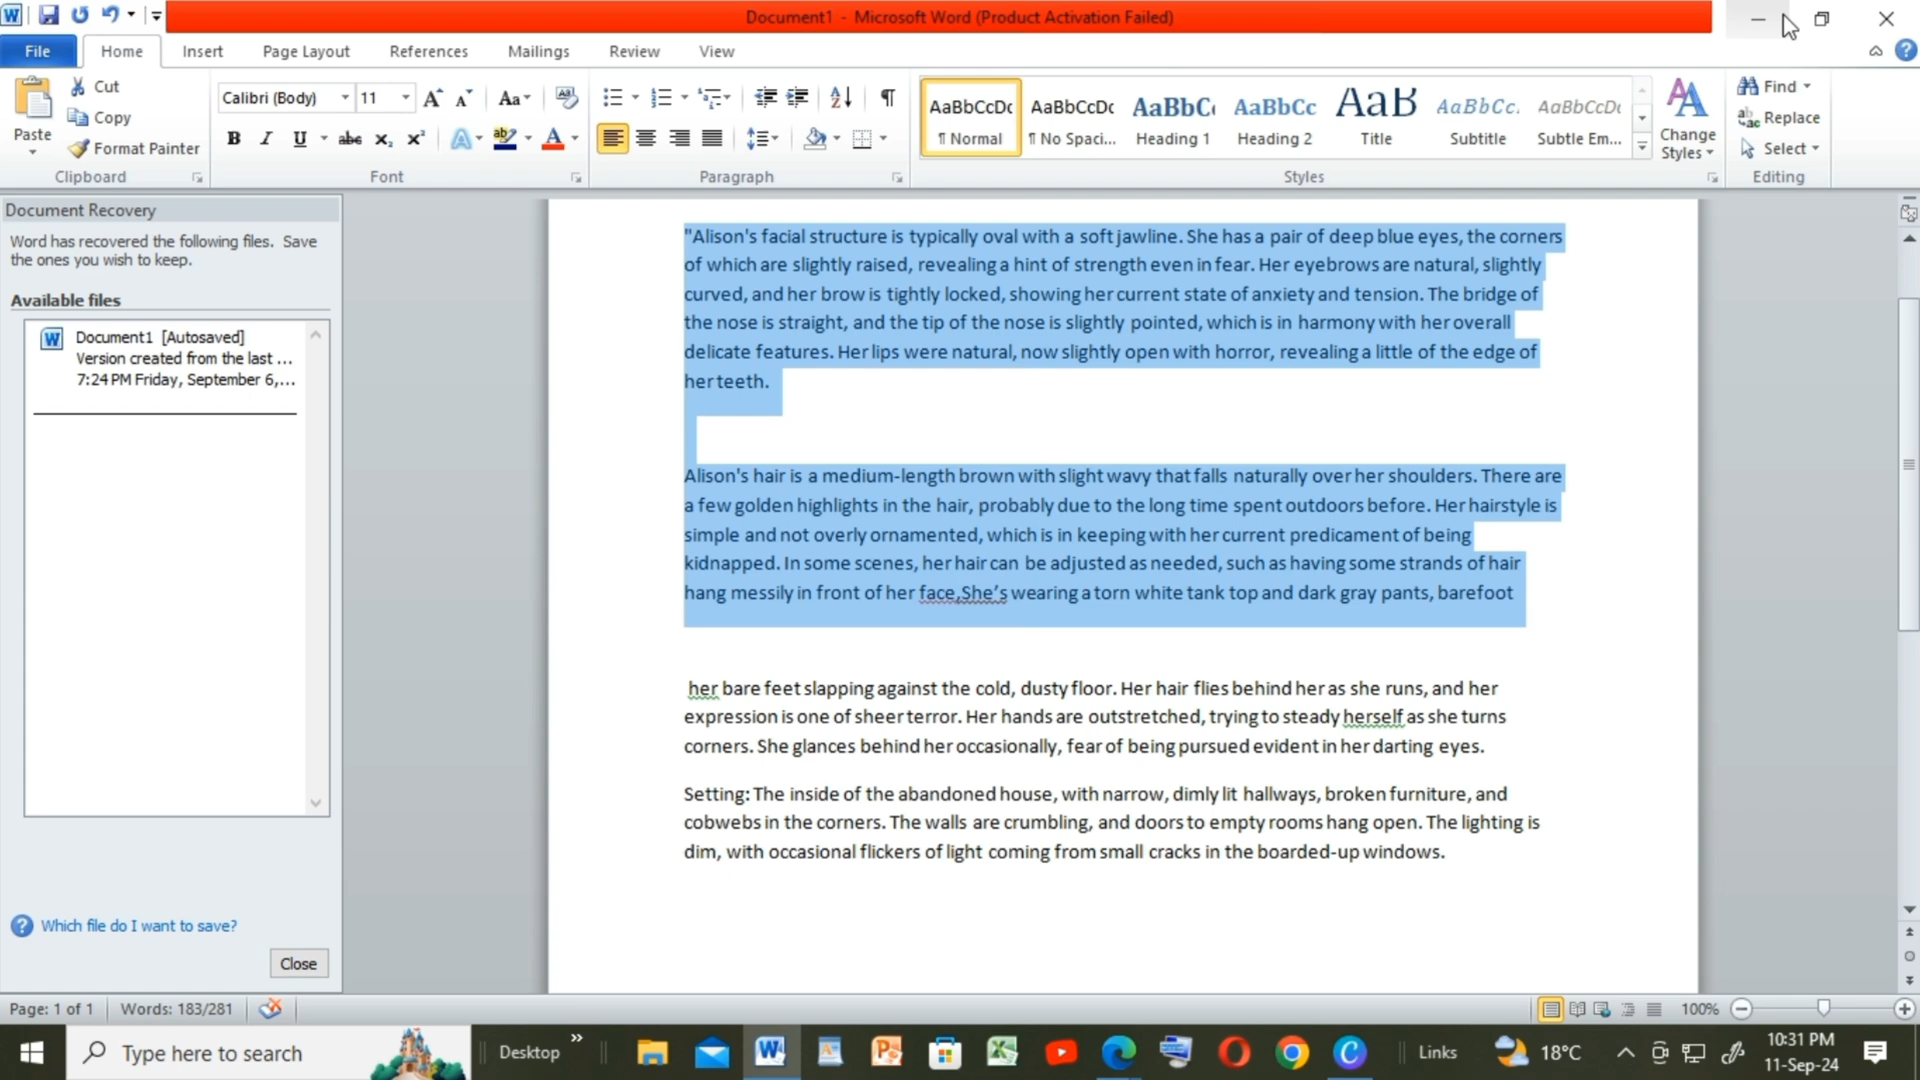 Document1 - Microsoft Word (Product Activation Failed)
File Home Insert Page Layout References Mailings Review View
Paste
Cut
Copy
Format Painter
Clipboard
Calibri (Body) 11
Font
Paragraph
AaBbCcDc AaBbCcDc AaBbC AaBbCc AaB AaBbCc. AaBbCcDc
¶ Normal ¶ No Spaci... Heading 1 Heading 2 Title Subtitle Subtle Em...
Change
Styles
Styles
Find
Replace
Select
Editing
Document Recovery
Word has recovered the following files. Save
the ones you wish to keep.
Available files
Document1 [Autosaved]
Version created from the last ...
7:24 PM Friday, September 6,...
Which file do I want to save?
Close
"Alison's facial structure is typically oval with a soft jawline. She has a pair of deep blue eyes, the corners
of which are slightly raised, revealing a hint of strength even in fear. Her eyebrows are natural, slightly
curved, and her brow is tightly locked, showing her current state of anxiety and tension. The bridge of
the nose is straight, and the tip of the nose is slightly pointed, which is in harmony with her overall
delicate features. Her lips were natural, now slightly open with horror, revealing a little of the edge of
her teeth.
Alison's hair is a medium-length brown with slight wavy that falls naturally over her shoulders. There are
a few golden highlights in the hair, probably due to the long time spent outdoors before. Her hairstyle is
simple and not overly ornamented, which is in keeping with her current predicament of being
kidnapped. In some scenes, her hair can be adjusted as needed, such as having some strands of hair
hang messily in front of her face,She's wearing a torn white tank top and dark gray pants, barefoot
her bare feet slapping against the cold, dusty floor. Her hair flies behind her as she runs, and her
expression is one of sheer terror. Her hands are outstretched, trying to steady herself as she turns
corners. She glances behind her occasionally, fear of being pursued evident in her darting eyes.
Setting: The inside of the abandoned house, with narrow, dimly lit hallways, broken furniture, and
cobwebs in the corners. The walls are crumbling, and doors to empty rooms hang open. The lighting is
dim, with occasional flickers of light coming from small cracks in the boarded-up windows.
Page: 1 of 1 Words: 183/281 100%
Type here to search Desktop Links 18°C 10:31 PM
11-Sep-24